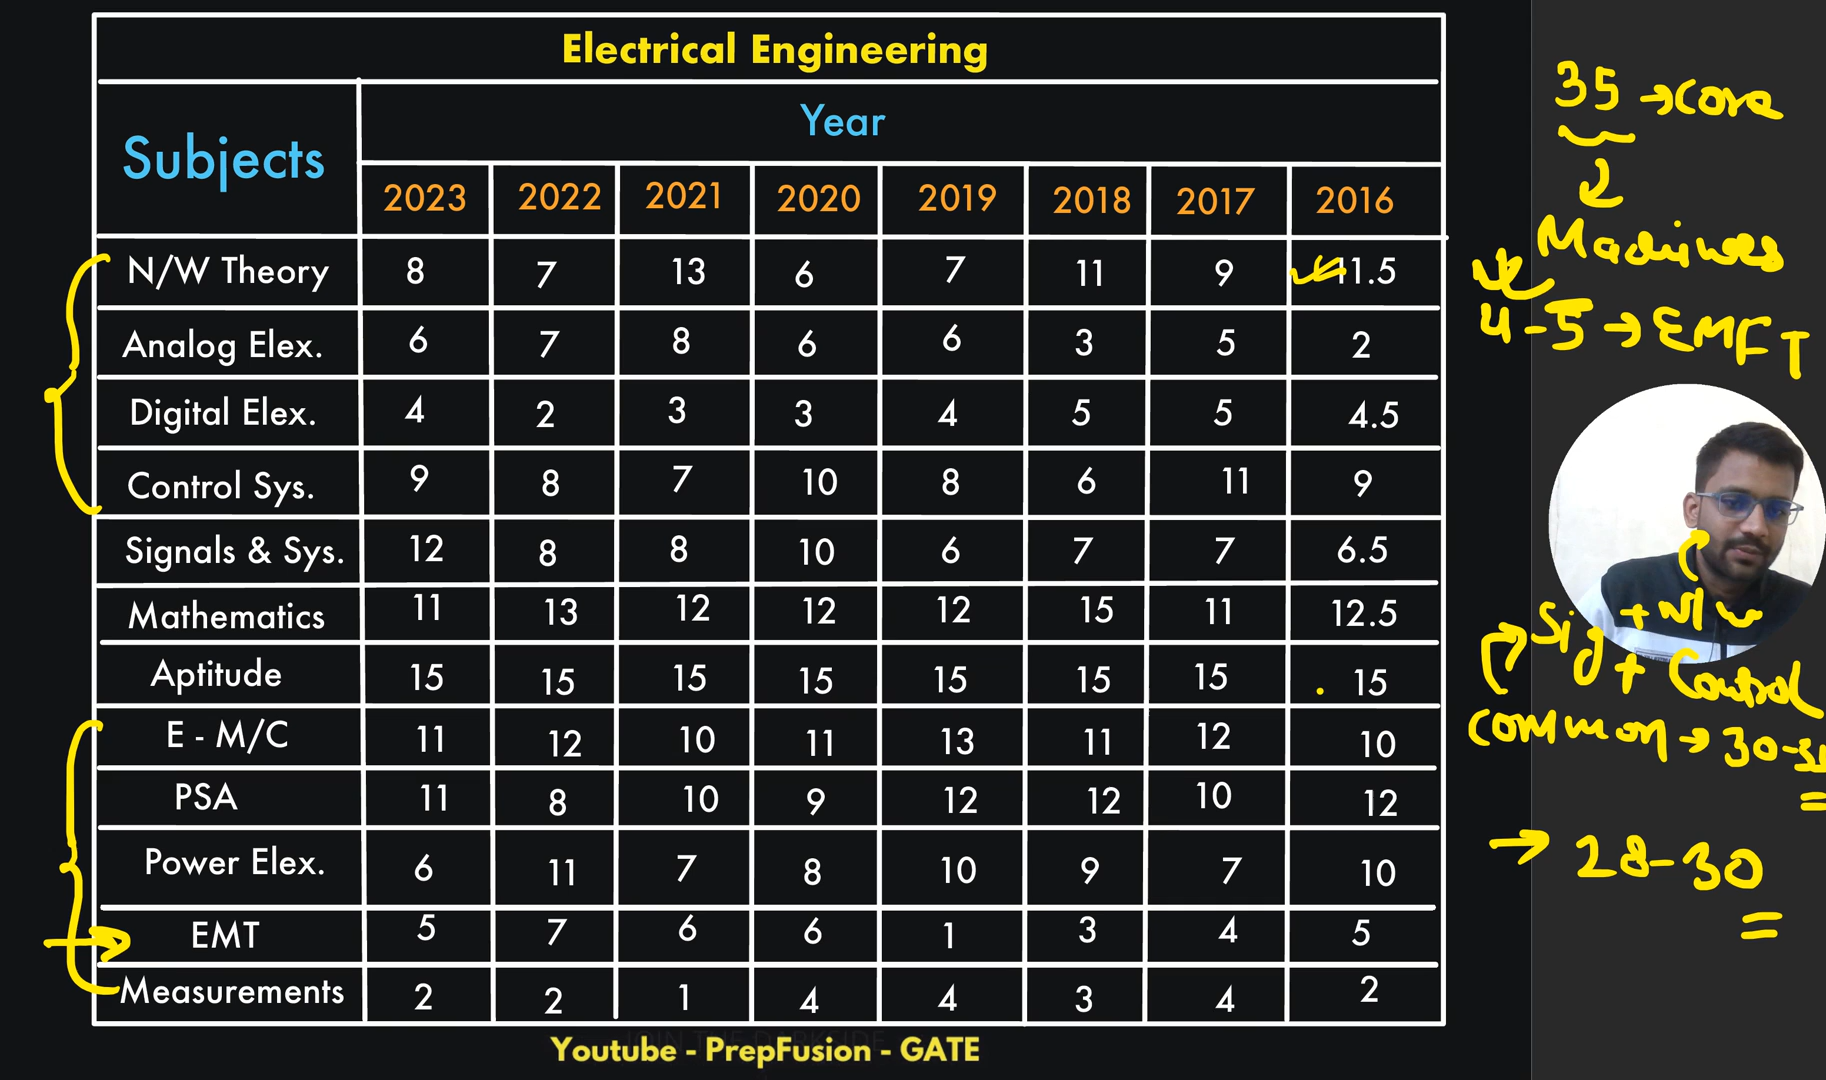 Electrical Engineering
Subjects
Year
2023 2022 2021 2020 2019 2018 2017 2016
N/W Theory 8 7 13 6 7 11 9 11.5
Analog Elex. 6 7 8 6 6 3 5 2
Digital Elex. 4 2 3 3 4 5 5 4.5
Control Sys. 9 8 7 10 8 6 11 9
Signals & Sys. 12 8 8 10 6 7 7 6.5
Mathematics 11 13 12 12 12 15 11 12.5
Aptitude 15 15 15 15 15 15 15 15
E - M/C 11 12 10 11 13 11 12 10
PSA 11 8 10 9 12 12 10 12
Power Elex. 6 11 7 8 10 9 7 10
EMT 5 7 6 6 1 3 4 5
Measurements 2 2 1 4 4 3 4 2
Youtube - PrepFusion - GATE
35 → core
Machines
4-5 → EMFT
Sig + N/W
+ Control
common → 30-
→ 28-30